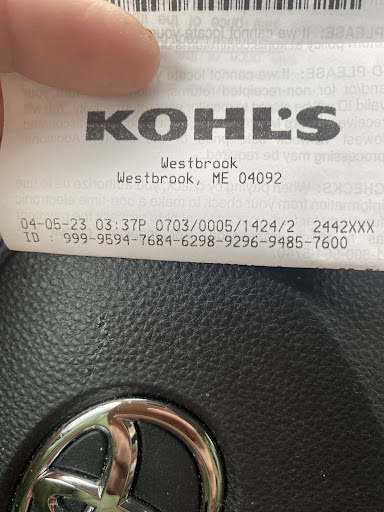 KOHL'S
Westbrook
Westbrook, ME 04092
04-05-23 03:37P 0703/0005/1424/2 2442XXX
ID : 999-9594-7684-6298-9296-9485-7600